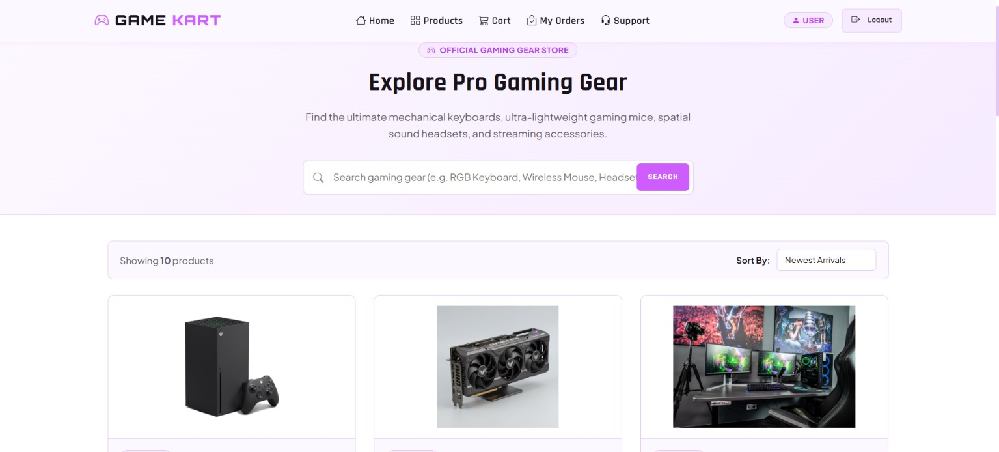 GAME KART
Home
Products
Cart
My Orders
Support
USER
Logout
OFFICIAL GAMING GEAR STORE
Explore Pro Gaming Gear
Find the ultimate mechanical keyboards, ultra-lightweight gaming mice, spatial
sound headsets, and streaming accessories.
Search gaming gear (e.g. RGB Keyboard, Wireless Mouse, Headset
SEARCH
Showing 10 products
Sort By:
Newest Arrivals